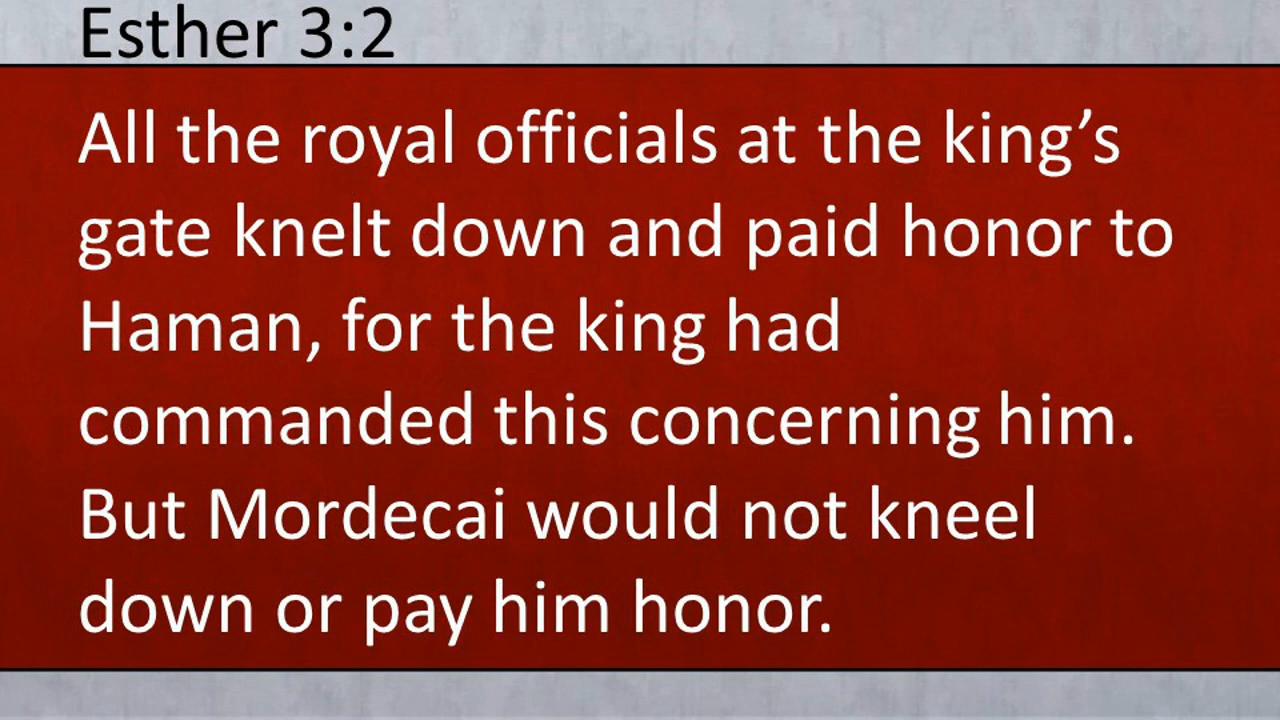 Esther 3:2
All the royal officials at the king’s
gate knelt down and paid honor to
Haman, for the king had
commanded this concerning him.
But Mordecai would not kneel
down or pay him honor.